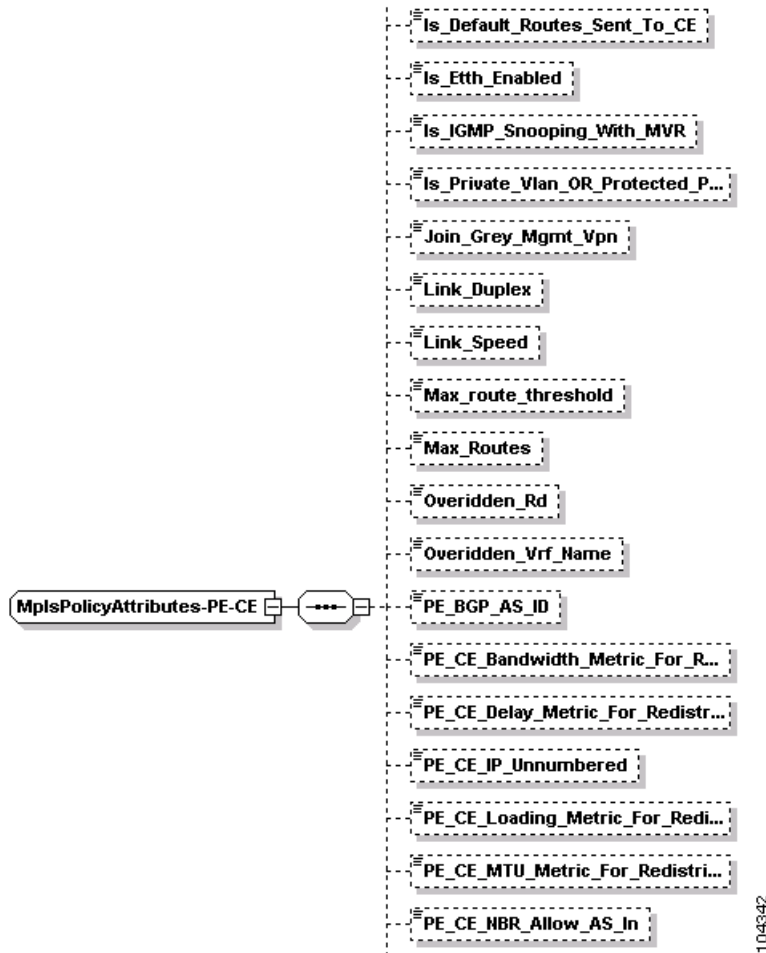 Is_Default_Routes_Sent_To_CE
Is_Etth_Enabled
Is_IGMP_Snooping_With_MVR
Is_Private_Vlan_OR_Protected_P...
Join_Grey_Mgmt_Vpn
Link_Duplex
Link_Speed
Max_route_threshold
Max_Routes
Overidden_Rd
Overidden_Vrf_Name
MplsPolicyAttributes-PE-CE
PE_BGP_AS_ID
PE_CE_Bandwidth_Metric_For_R...
PE_CE_Delay_Metric_For_Redistr...
PE_CE_IP_Unnumbered
PE_CE_Loading_Metric_For_Redi...
PE_CE_MTU_Metric_For_Redistri...
PE_CE_NBR_Allow_AS_In
104342